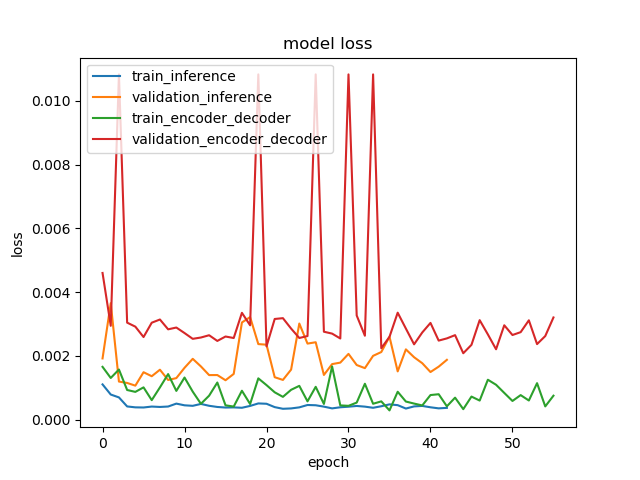 model loss
train_inference
validation_inference
train_encoder_decoder
validation_encoder_decoder
0.010
0.008
0.006
0.004
0.002
0.000
loss
0 10 20 30 40 50
epoch